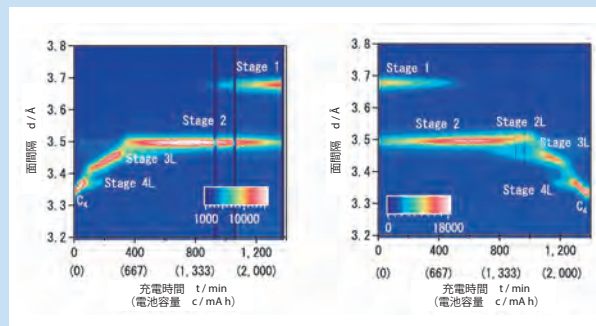 3.8
3.7
3.6
3.5
3.4
3.3
3.2
面間隔 d/Å
Stage 1
Stage 2
Stage 3L
Stage 4L
C₆
1000 10000
0 400 800 1,200
(0) (667) (1,333) (2,000)
充電時間 t/min
(電池容量 c/mAh)
3.8
3.7
3.6
3.5
3.4
3.3
3.2
面間隔 d/Å
Stage 1
Stage 2
Stage 2L
Stage 3L
Stage 4L
C₆
0 18000
0 400 800 1,200
(0) (667) (1,333) (2,000)
充電時間 t/min
(電池容量 c/mAh)